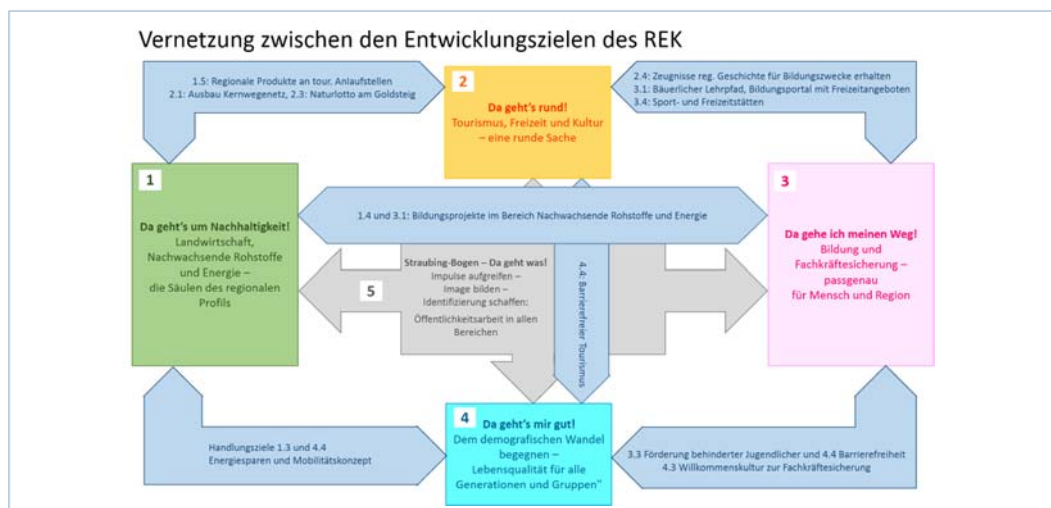 Vernetzung zwischen den Entwicklungszielen des REK
1.5: Regionale Produkte an tour. Anlaufstellen
2.1: Ausbau Kernwegenetz, 2.3: Naturlotto am Goldsteig
2
Da geht's rund!
Tourismus, Freizeit und Kultur
– eine runde Sache
2.4: Zeugnisse reg. Geschichte für Bildungszwecke erhalten
3.1: Bäuerlicher Lehrpfad, Bildungsportal mit Freizeitangeboten
3.4: Sport- und Freizeitstätten
1
Da geht's um Nachhaltigkeit!
Landwirtschaft,
Nachwachsende Rohstoffe
und Energie –
die Säulen des regionalen
Profils
1.4 und 3.1: Bildungsprojekte im Bereich Nachwachsende Rohstoffe und Energie
3
Da gehe ich meinen Weg!
Bildung und
Fachkräftesicherung –
passgenau
für Mensch und Region
5
Straubing-Bogen – Da geht was!
Impulse aufgreifen –
Image bilden –
Identifizierung schaffen:
Öffentlichkeitsarbeit in allen
Bereichen
4.4: Barrierefreier Tourismus
4
Da geht's mir gut!
Dem demografischen Wandel
begegnen –
Lebensqualität für alle
Generationen und Gruppen"
Handlungsziele 1.3 und 4.4
Energiesparen und Mobilitätskonzept
3.3 Förderung behinderter Jugendlicher und 4.4 Barrierefreiheit
4.3 Willkommenskultur zur Fachkräftesicherung